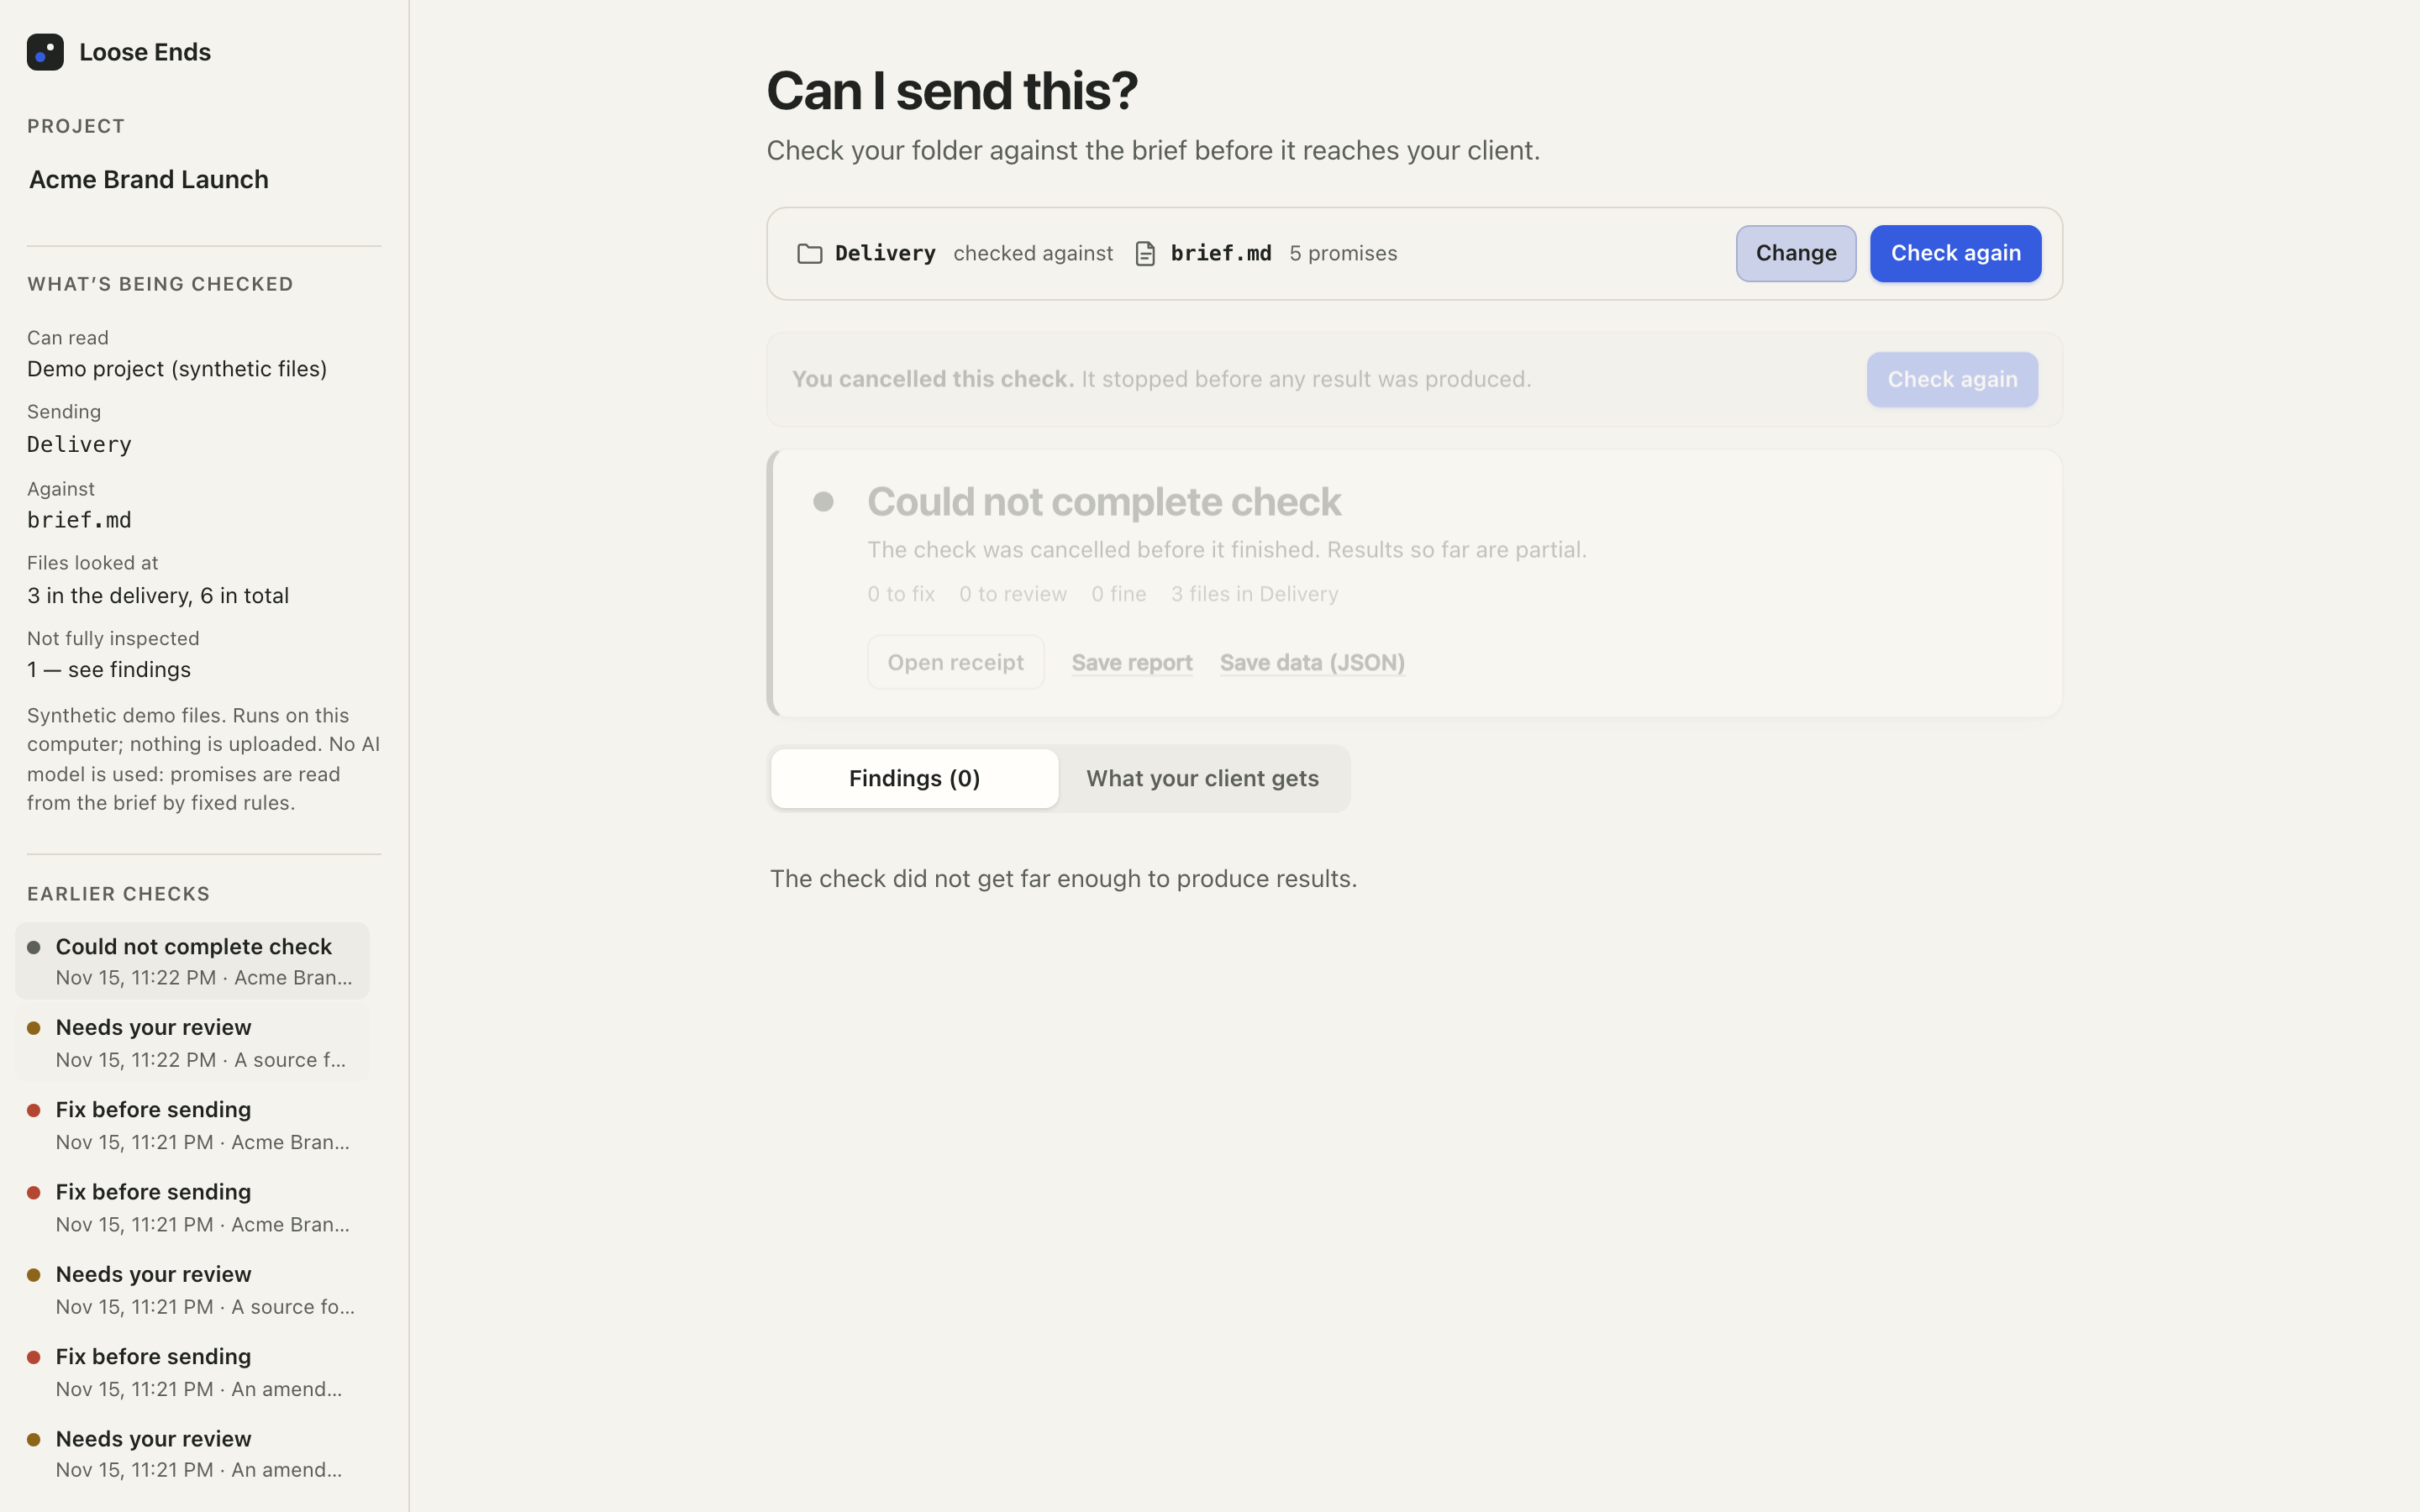 Loose Ends
PROJECT
Acme Brand Launch
WHAT’S BEING CHECKED
Can read
Demo project (synthetic files)
Sending
Delivery
Against
brief.md
Files looked at
3 in the delivery, 6 in total
Not fully inspected
1 — see findings
Synthetic demo files. Runs on this
computer; nothing is uploaded. No AI
model is used: promises are read
from the brief by fixed rules.
EARLIER CHECKS
Could not complete check
Nov 15, 11:22 PM · Acme Bran...
Needs your review
Nov 15, 11:22 PM · A source f...
Fix before sending
Nov 15, 11:21 PM · Acme Bran...
Fix before sending
Nov 15, 11:21 PM · Acme Bran...
Needs your review
Nov 15, 11:21 PM · A source fo...
Fix before sending
Nov 15, 11:21 PM · An amend...
Needs your review
Nov 15, 11:21 PM · An amend...
Can I send this?
Check your folder against the brief before it reaches your client.
Delivery checked against brief.md 5 promises Change Check again
You cancelled this check. It stopped before any result was produced. Check again
Could not complete check
The check was cancelled before it finished. Results so far are partial.
0 to fix 0 to review 0 fine 3 files in Delivery
Open receipt Save report Save data (JSON)
Findings (0) What your client gets
The check did not get far enough to produce results.